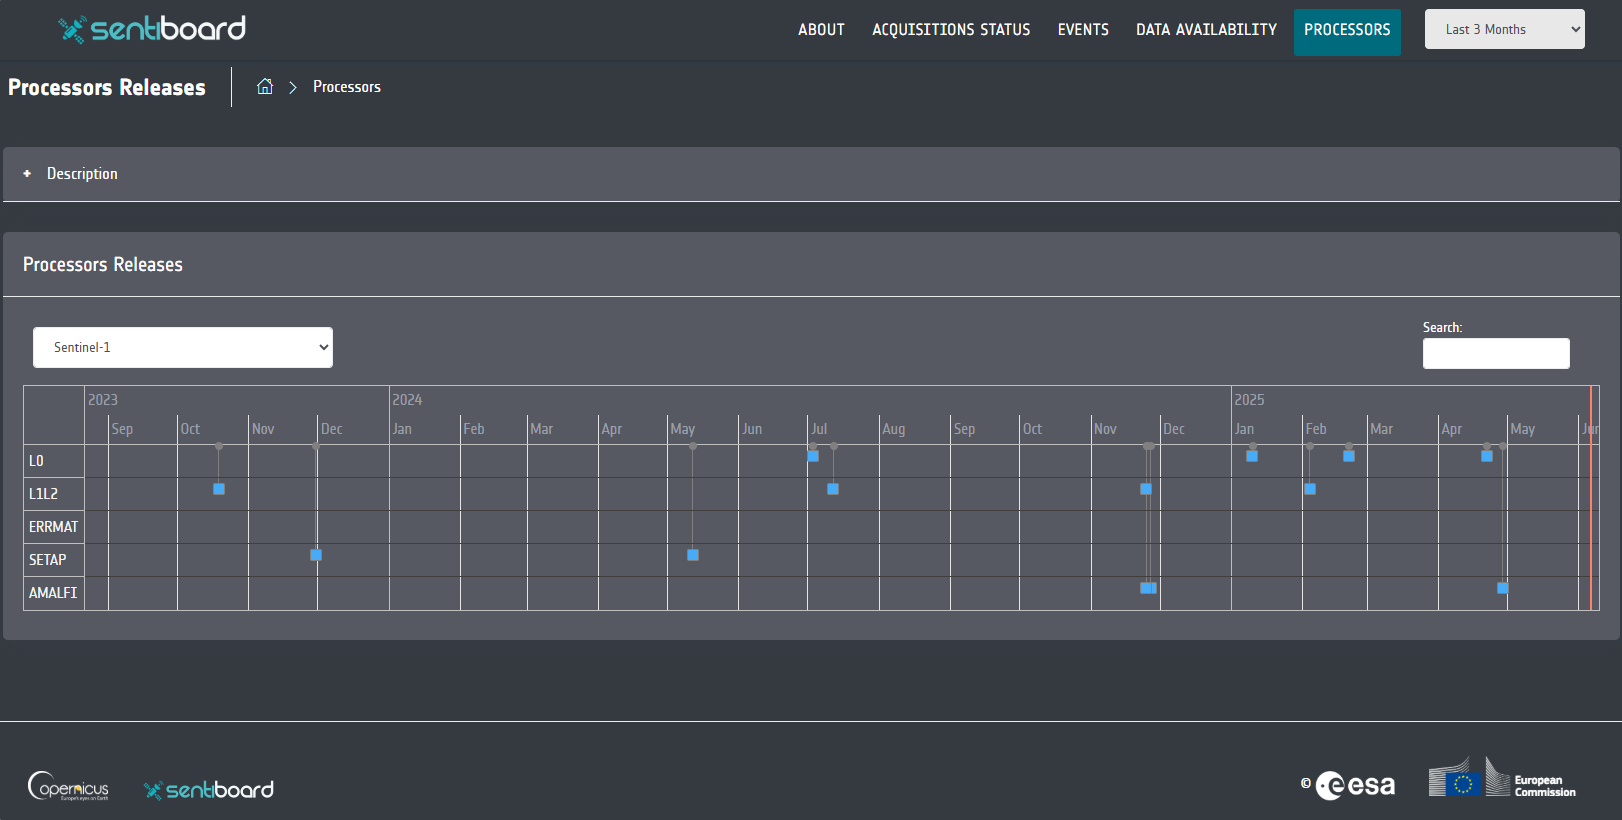 sentiboard
ABOUT
ACQUISITIONS STATUS
EVENTS
DATA AVAILABILITY
PROCESSORS
Last 3 Months
Processors Releases
Processors
+ Description
Processors Releases
Sentinel-1
Search:
2023 2024 2025
Sep Oct Nov Dec Jan Feb Mar Apr May Jun Jul Aug Sep Oct Nov Dec Jan Feb Mar Apr May Jun
L0
L1L2
ERRMAT
SETAP
AMALFI
opernicus
Europe's eyes on Earth
sentiboard
© esa
European
Commission